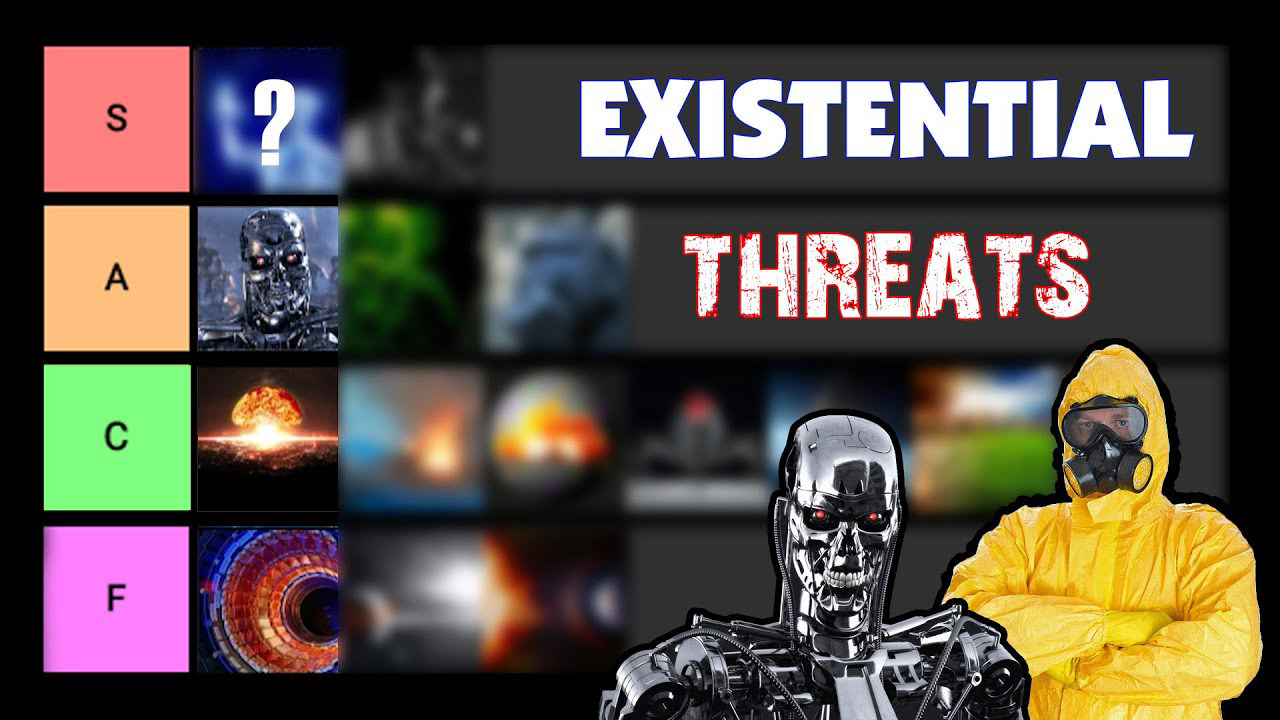 S
?
EXISTENTIAL
A
THREATS
C
F